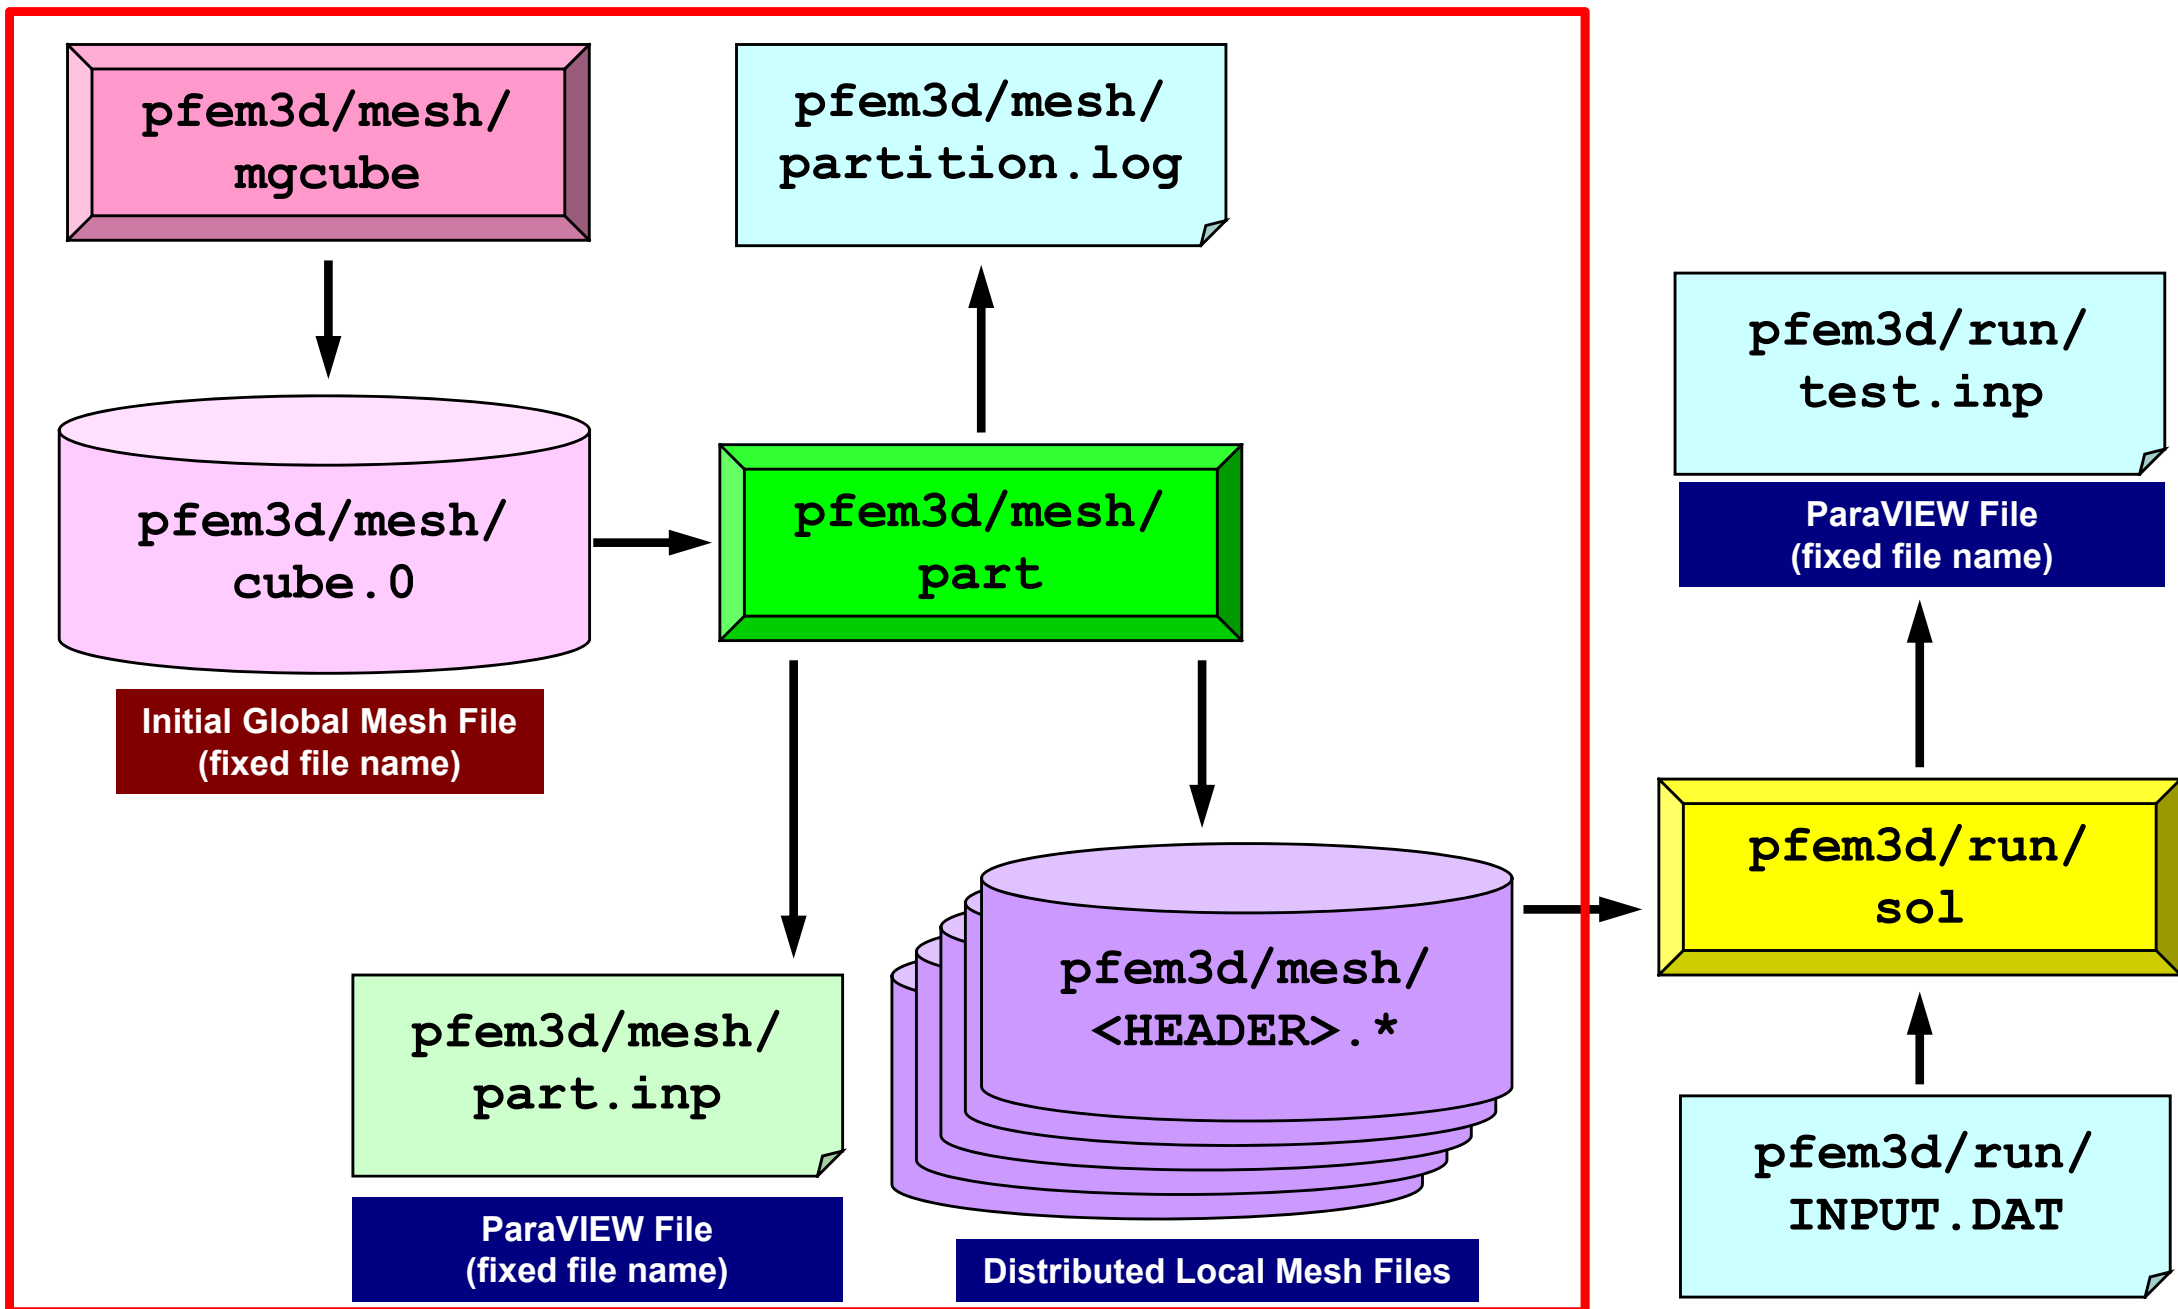 pfem3d/mesh/
mgcube
pfem3d/mesh/
partition.log
pfem3d/run/
test.inp
ParaVIEW File
(fixed file name)
pfem3d/mesh/
cube.0
Initial Global Mesh File
(fixed file name)
pfem3d/mesh/
part
pfem3d/run/
sol
pfem3d/mesh/
<HEADER>.*
Distributed Local Mesh Files
pfem3d/mesh/
part.inp
ParaVIEW File
(fixed file name)
pfem3d/run/
INPUT.DAT